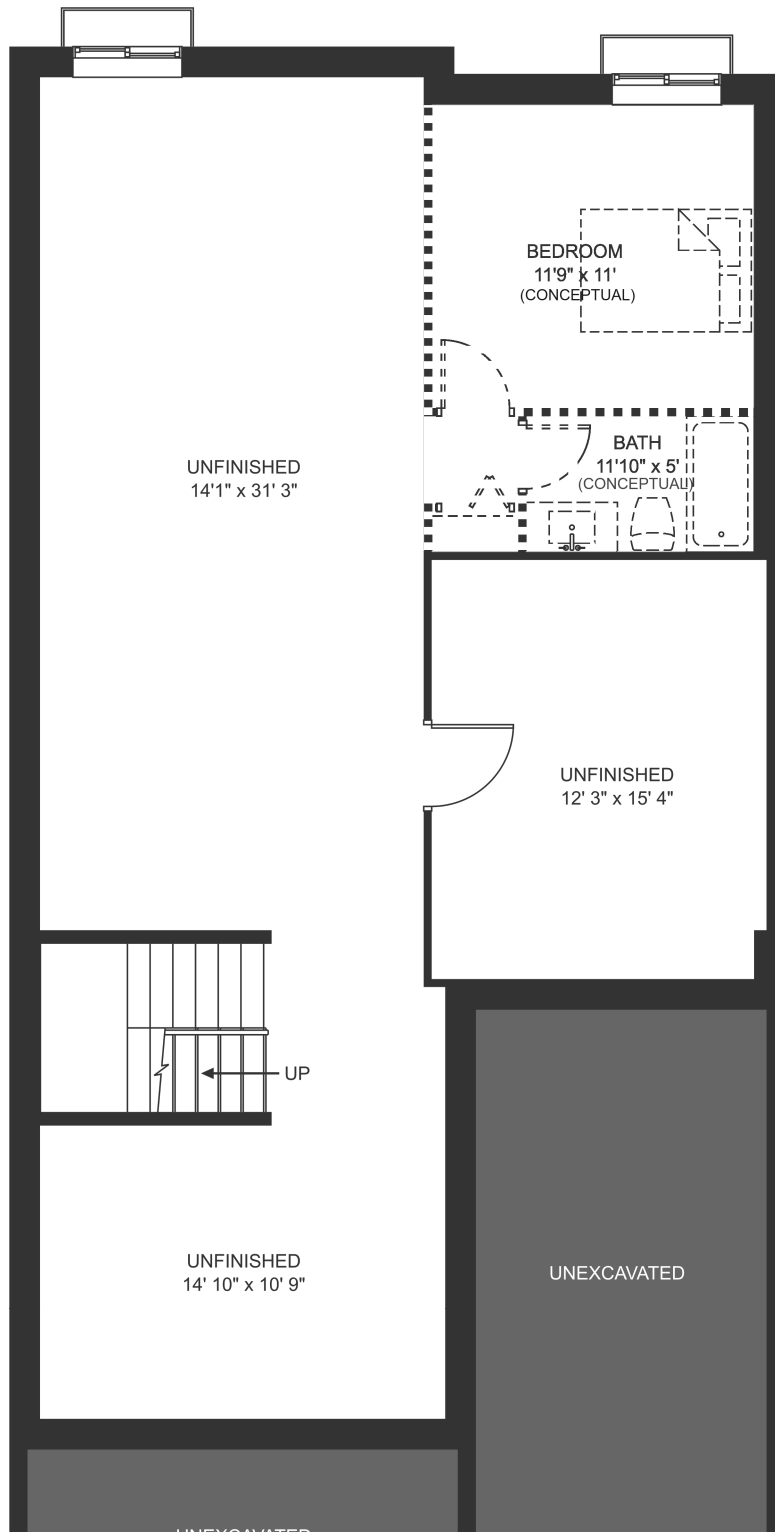 BEDROOM
11'9" x 11'
(CONCEPTUAL)
BATH
11'10" x 5'
(CONCEPTUAL)
UNFINISHED
14'1" x 31' 3"
UNFINISHED
12' 3" x 15' 4"
UP
UNFINISHED
14' 10" x 10' 9"
UNEXCAVATED
UNEXCAVATED